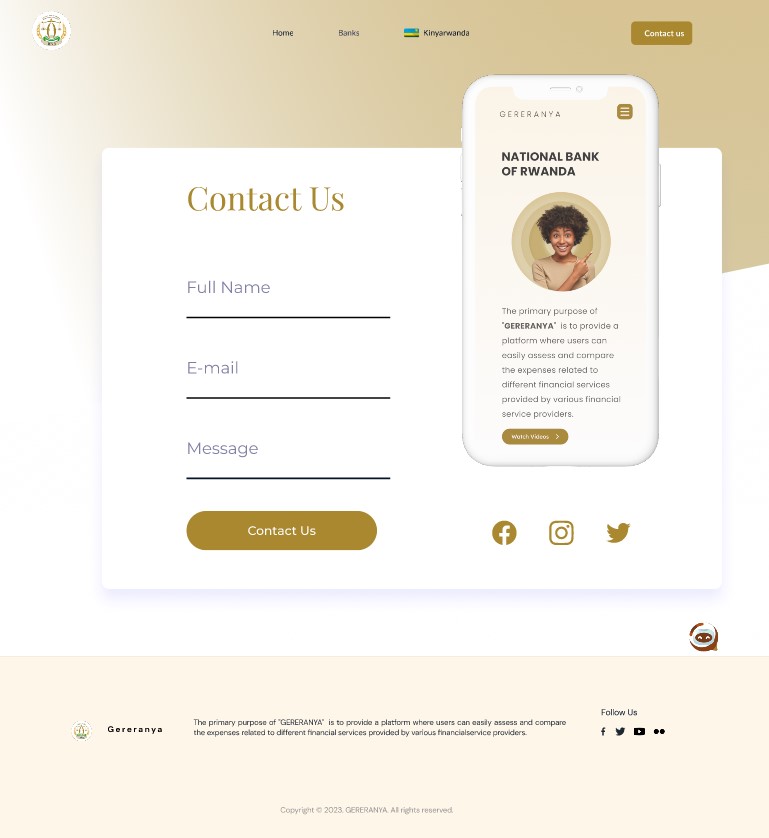 Home
Banks
Kinyarwanda
Contact us
GERERANYA
NATIONAL BANK
OF RWANDA
Contact Us
Full Name
E-mail
Message
Contact Us
The primary purpose of
"GERERANYA" is to provide a
platform where users can
easily assess and compare
the expenses related to
different financial services
provided by various financial
service providers.
Watch Videos
Gereranya
The primary purpose of "GERERANYA" is to provide a platform where users can easily assess and compare
the expenses related to different financial services provided by various financialservice providers.
Follow Us
Copyright © 2023. GERERANYA. All rights reserved.